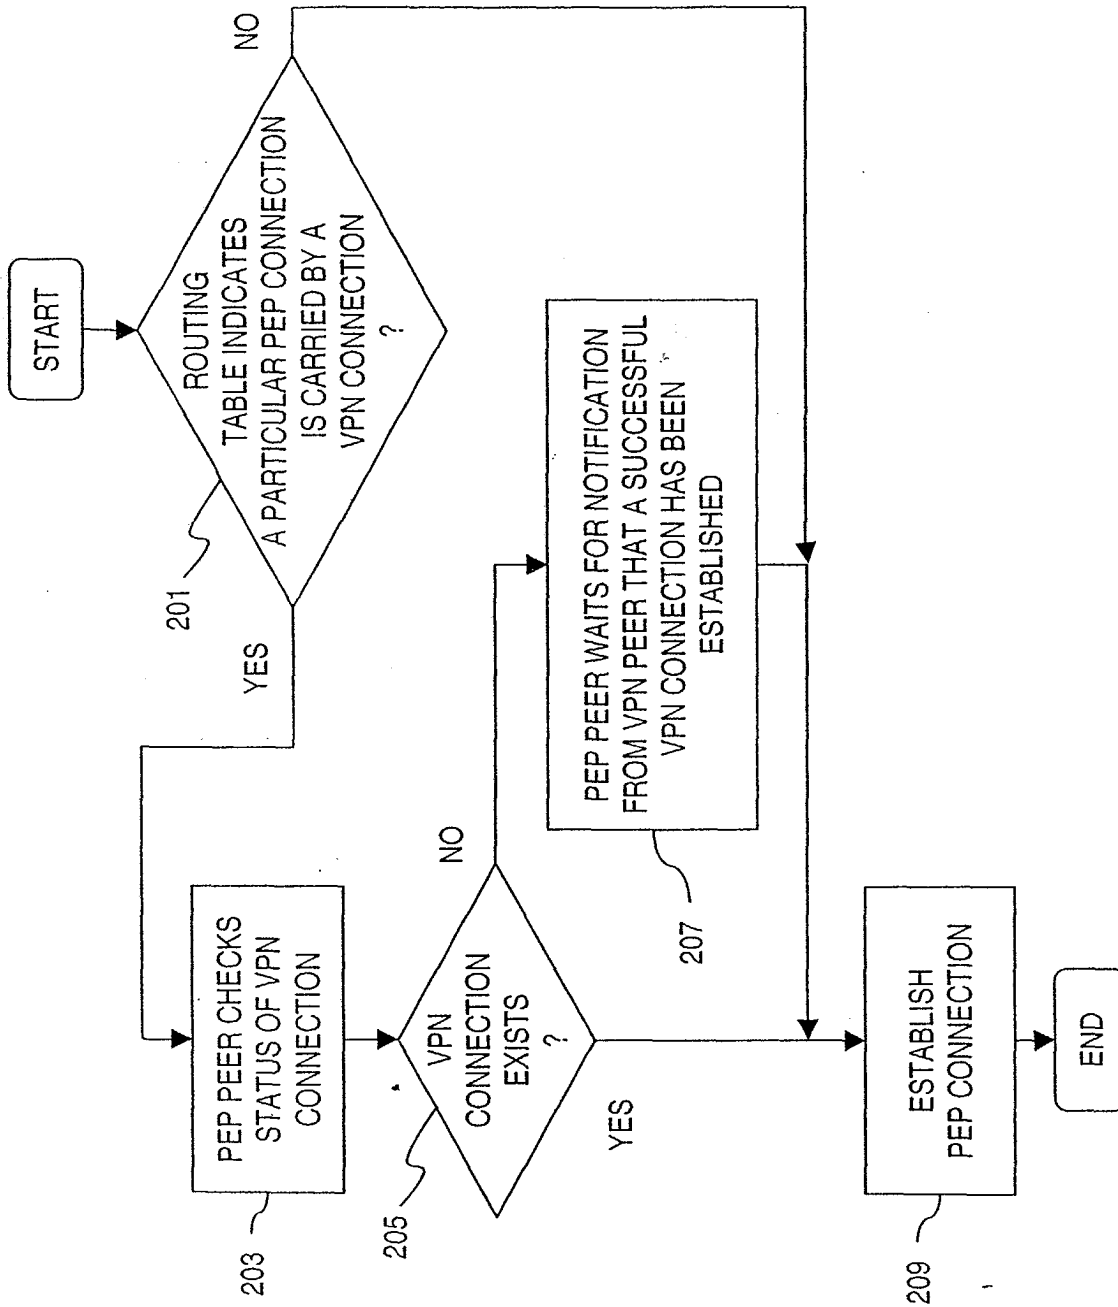 START
ROUTING
TABLE INDICATES
A PARTICULAR PEP CONNECTION
IS CARRIED BY A
VPN CONNECTION
?
NO
201
YES
PEP PEER CHECKS
STATUS OF VPN
CONNECTION
203
VPN
CONNECTION
EXISTS
?
205
NO
YES
PEP PEER WAITS FOR NOTIFICATION
FROM VPN PEER THAT A SUCCESSFUL
VPN CONNECTION HAS BEEN
ESTABLISHED
207
ESTABLISH
PEP CONNECTION
209
END